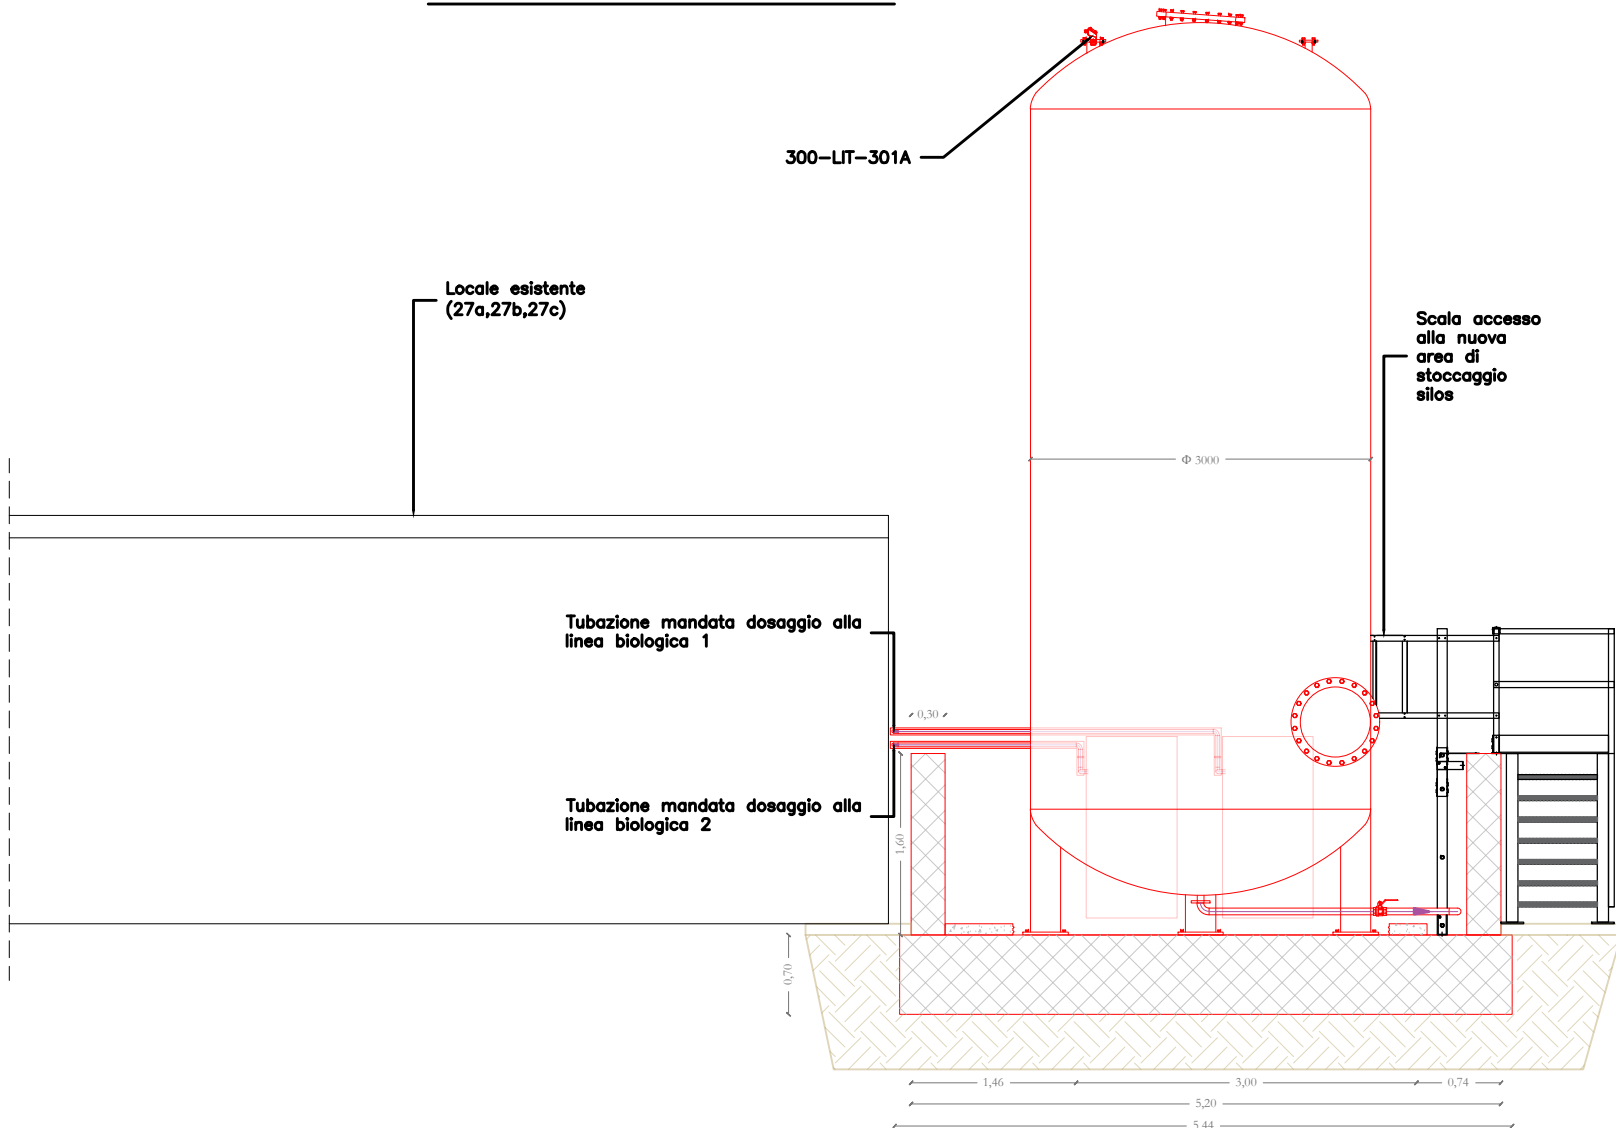 300-LIT-301A
Locale esistente
(27a,27b,27c)
Scala accesso
alla nuova
area di
stoccaggio
silos
Φ 3000
Tubazione mandata dosaggio alla
linea biologica 1
0,30
Tubazione mandata dosaggio alla
linea biologica 2
1,60
0,70
1,46
3,00
0,74
5,20
5,44